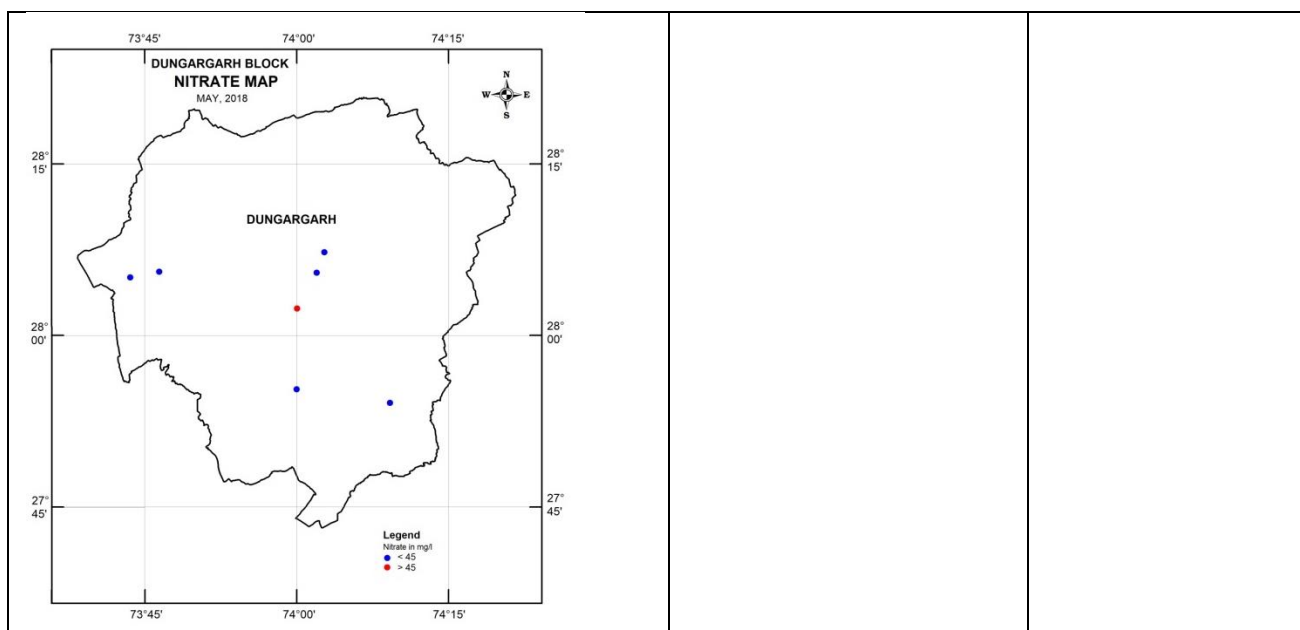 73°45' 74°00' 74°15'
DUNGARGARH BLOCK
NITRATE MAP
MAY, 2018
N
W E
S
28°
15'
28°
15'
DUNGARGARH
28°
00'
28°
00'
27°
45'
27°
45'
Legend
Nitrate in mg/l
< 45
> 45
73°45' 74°00' 74°15'